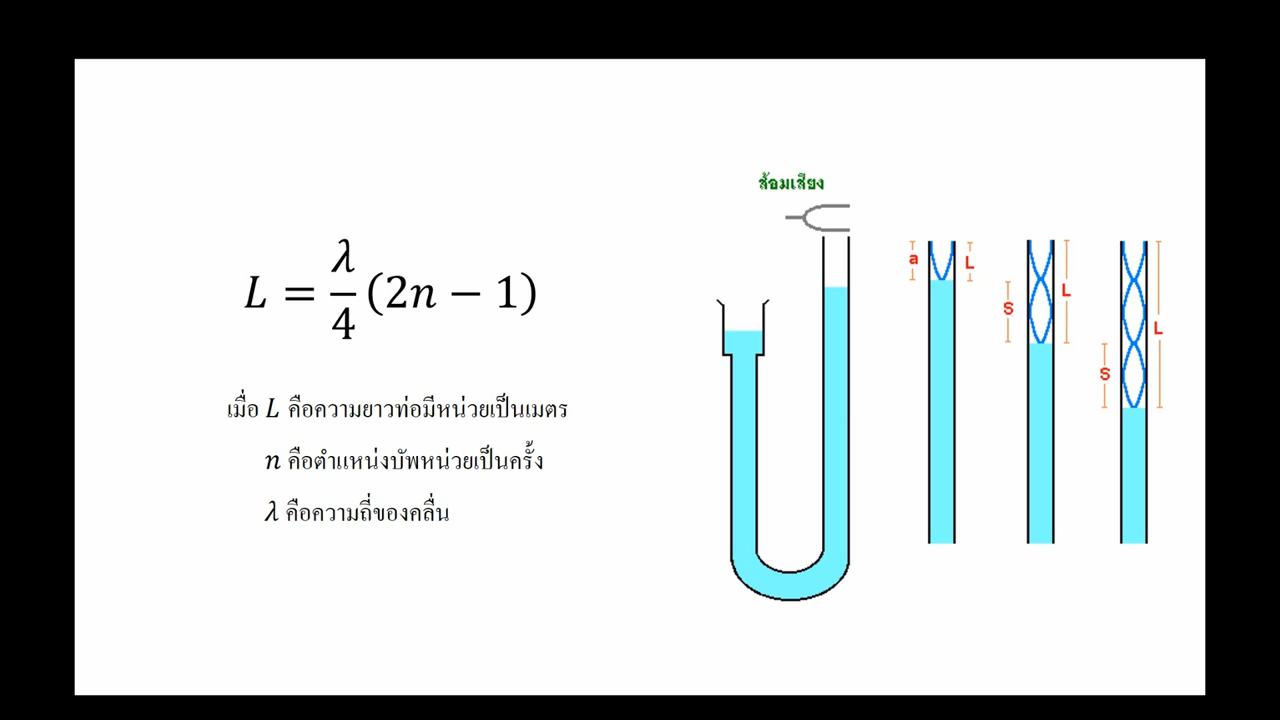 ส้อมเสียง
L = λ/4 (2n − 1)
เมื่อ L คือความยาวท่อมีหน่วยเป็นเมตร
n คือตำแหน่งบัพหน่วยเป็นครั้ง
λ คือความถี่ของคลื่น
a
L
S
L
S
L